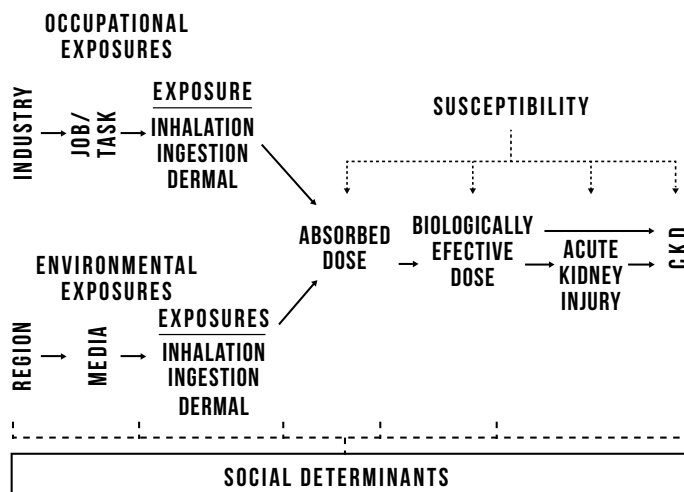 OCCUPATIONAL
EXPOSURES
INDUSTRY
JOB/
TASK
EXPOSURE
INHALATION
INGESTION
DERMAL
SUSCEPTIBILITY
ABSORBED
DOSE
BIOLOGICALLY
EFECTIVE
DOSE
ACUTE
KIDNEY
INJURY
CKD
ENVIRONMENTAL
EXPOSURES
REGION
MEDIA
EXPOSURES
INHALATION
INGESTION
DERMAL
SOCIAL DETERMINANTS